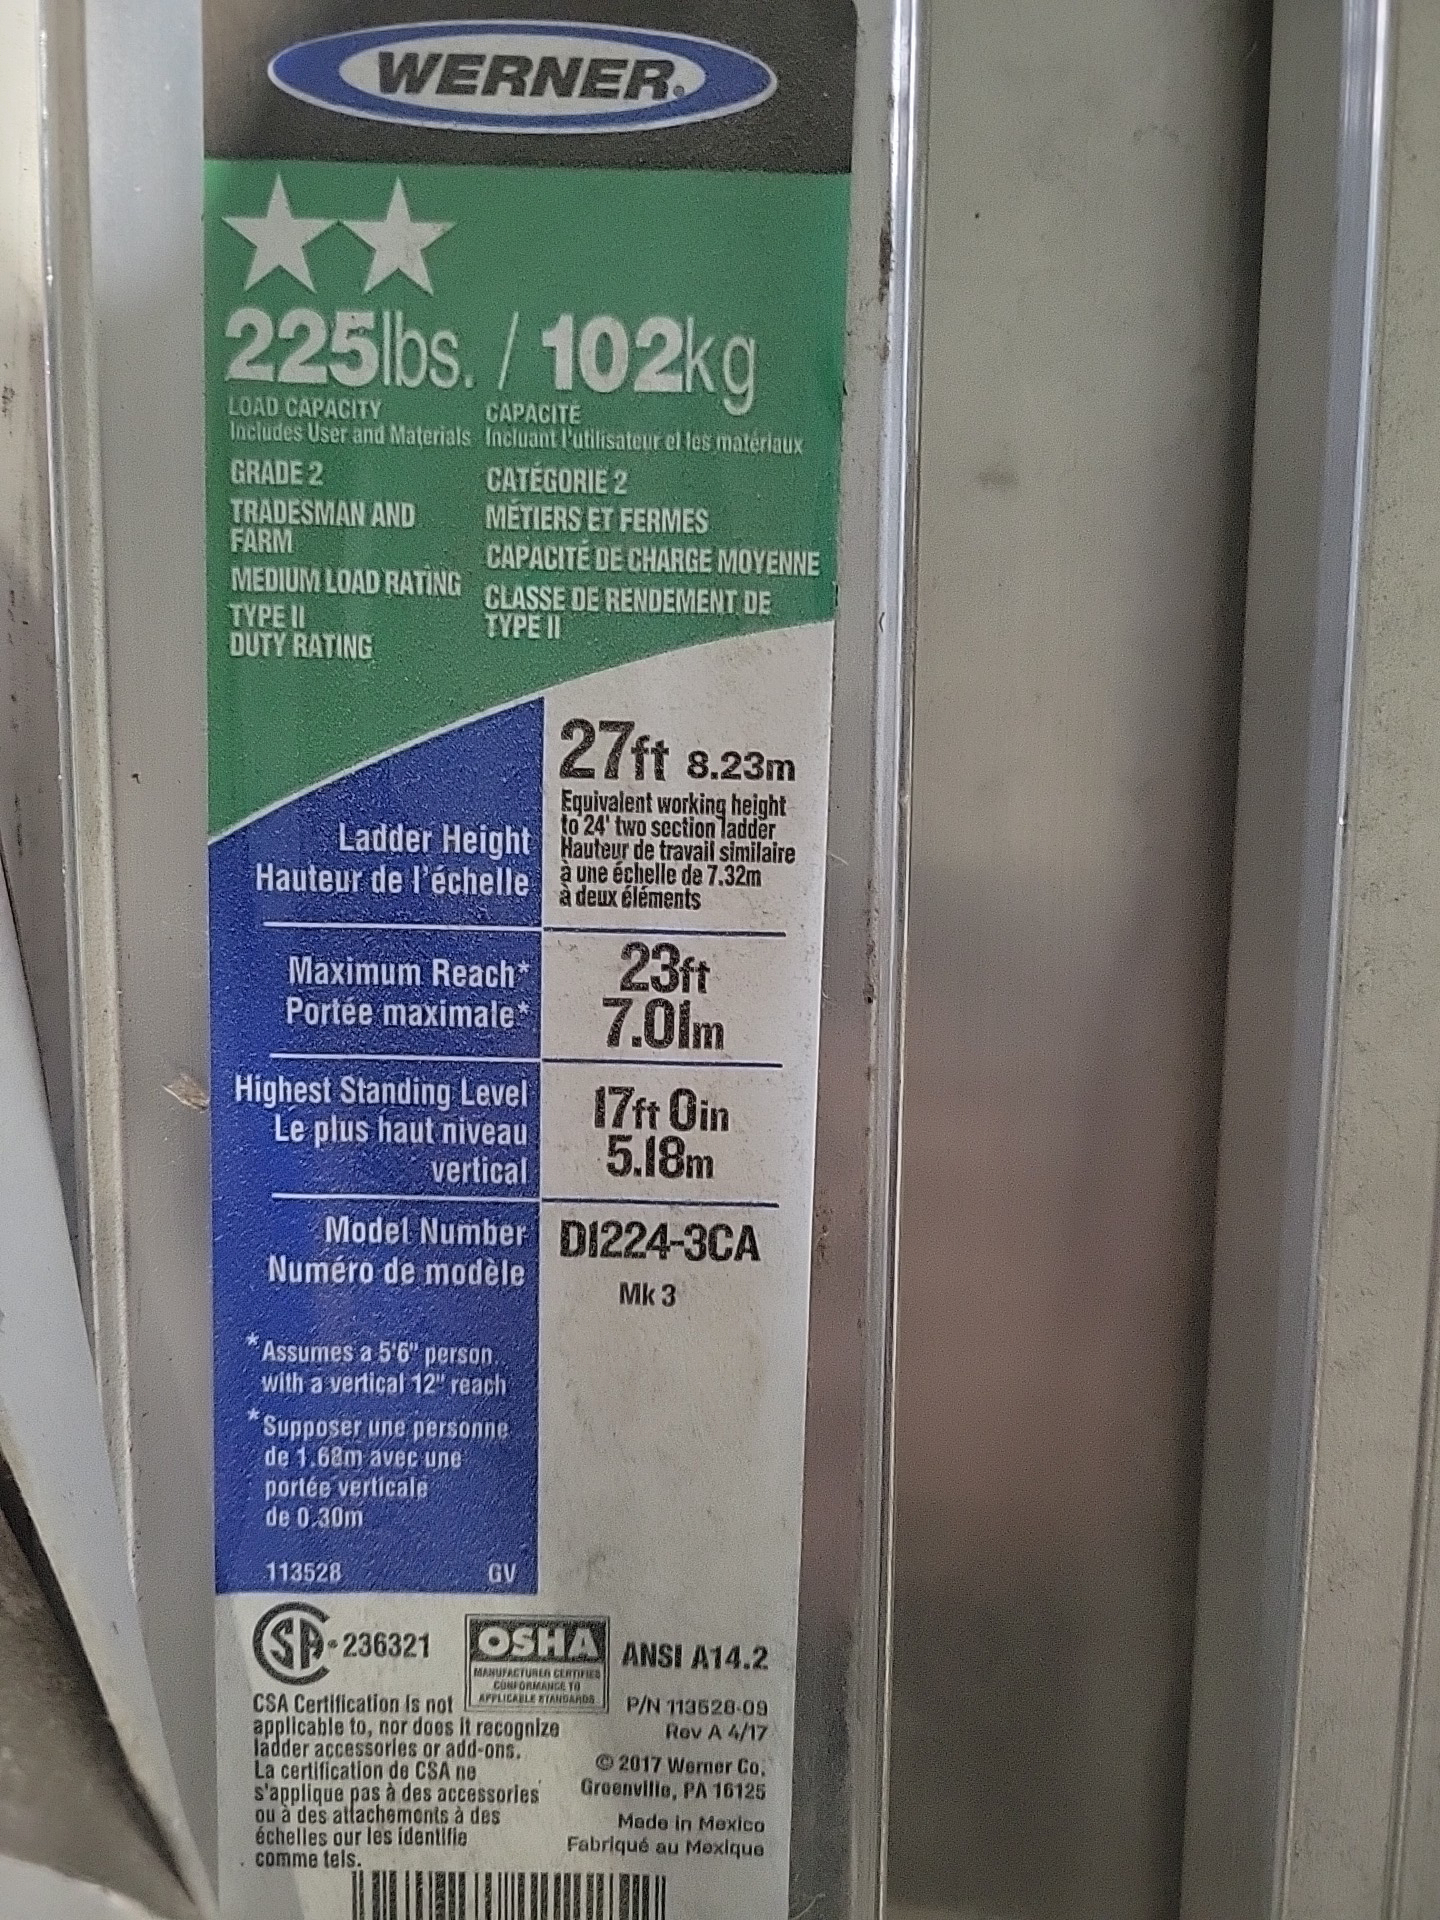 WERNER®
225lbs. / 102kg
LOAD CAPACITY
Includes User and Materials
GRADE 2
TRADESMAN AND
FARM
MEDIUM LOAD RATING
TYPE II
DUTY RATING
CAPACITÉ
Incluant l'utilisateur et les matériaux
CATÉGORIE 2
MÉTIERS ET FERMES
CAPACITÉ DE CHARGE MOYENNE
CLASSE DE RENDEMENT DE
TYPE II
Ladder Height
Hauteur de l'échelle
27ft 8.23m
Equivalent working height
to 24' two section ladder
Hauteur de travail similaire
à une échelle de 7.32m
à deux éléments
Maximum Reach*
Portée maximale*
23ft
7.01m
Highest Standing Level
Le plus haut niveau
vertical
17ft 0in
5.18m
Model Number
Numéro de modèle
D1224-3CA
Mk 3
*Assumes a 5'6" person
with a vertical 12" reach
*Supposer une personne
de 1.68m avec une
portée verticale
de 0.30m
113528 GV
CSA®236321
CSA Certification is not
applicable to, nor does it recognize
ladder accessories or add-ons.
La certification de CSA ne
s'applique pas à des accessories
ou à des attachements à des
échelles our les identifie
comme tels.
OSHA
MANUFACTURER CERTIFIES
CONFORMANCE TO
APPLICABLE STANDARDS
ANSI A14.2
P/N 113528-09
Rev A 4/17
© 2017 Werner Co.
Greenville, PA 16125
Made in Mexico
Fabriqué au Mexique